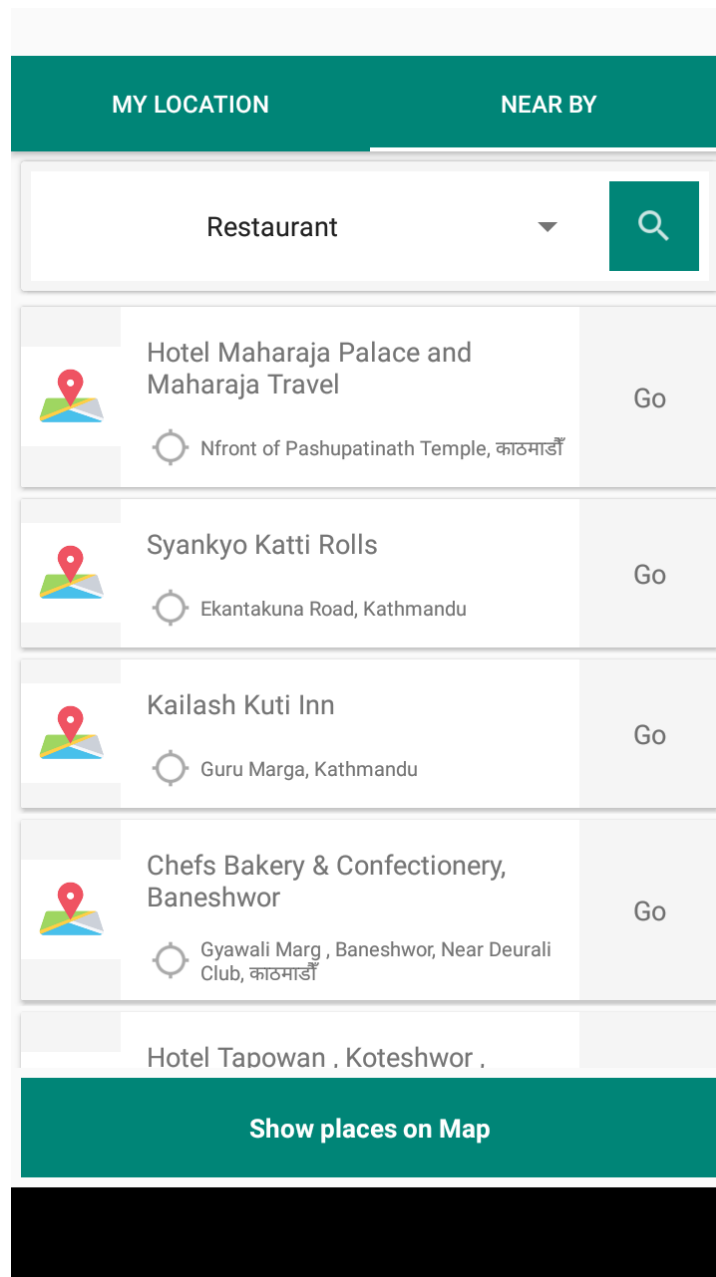 MY LOCATION
NEAR BY
Restaurant
Hotel Maharaja Palace and
Maharaja Travel
Go
Nfront of Pashupatinath Temple, काठमाडौँ
Syankyo Katti Rolls
Go
Ekantakuna Road, Kathmandu
Kailash Kuti Inn
Go
Guru Marga, Kathmandu
Chefs Bakery & Confectionery,
Baneshwor
Go
Gyawali Marg , Baneshwor, Near Deurali
Club, काठमाडौँ
Hotel Tapowan , Koteshwor ,
Show places on Map